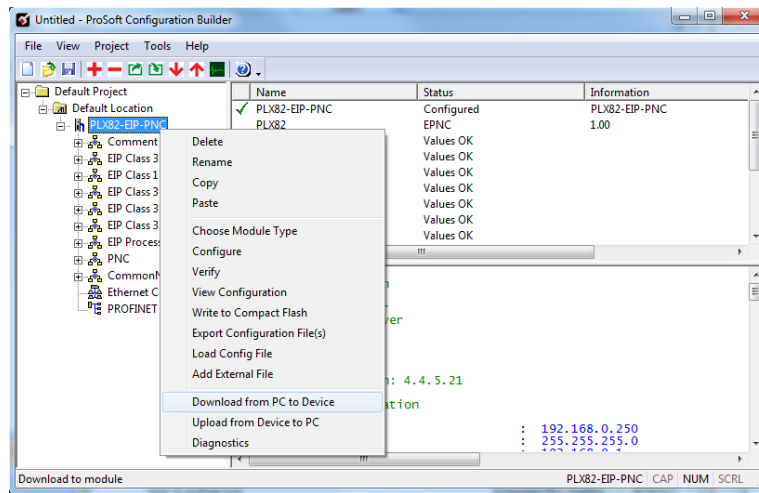 Untitled - ProSoft Configuration Builder
File View Project Tools Help
Default Project
Default Location
PLX82-EIP-PNC
Comment
EIP Class 3
EIP Class 1
EIP Class 3
EIP Class 3
EIP Class 3
EIP Process
PNC
CommonN
Ethernet C
PROFINET
Name Status Information
PLX82-EIP-PNC Configured PLX82-EIP-PNC
PLX82 EPNC 1.00
Values OK
Values OK
Values OK
Values OK
Values OK
Values OK
Values OK
Delete
Rename
Copy
Paste
Choose Module Type
Configure
Verify
View Configuration
Write to Compact Flash
Export Configuration File(s)
Load Config File
Add External File
Download from PC to Device
Upload from Device to PC
Diagnostics
ver
: 4.4.5.21
ation
: 192.168.0.250
: 255.255.255.0
192.168.0.1
Download to module
PLX82-EIP-PNC CAP NUM SCRL